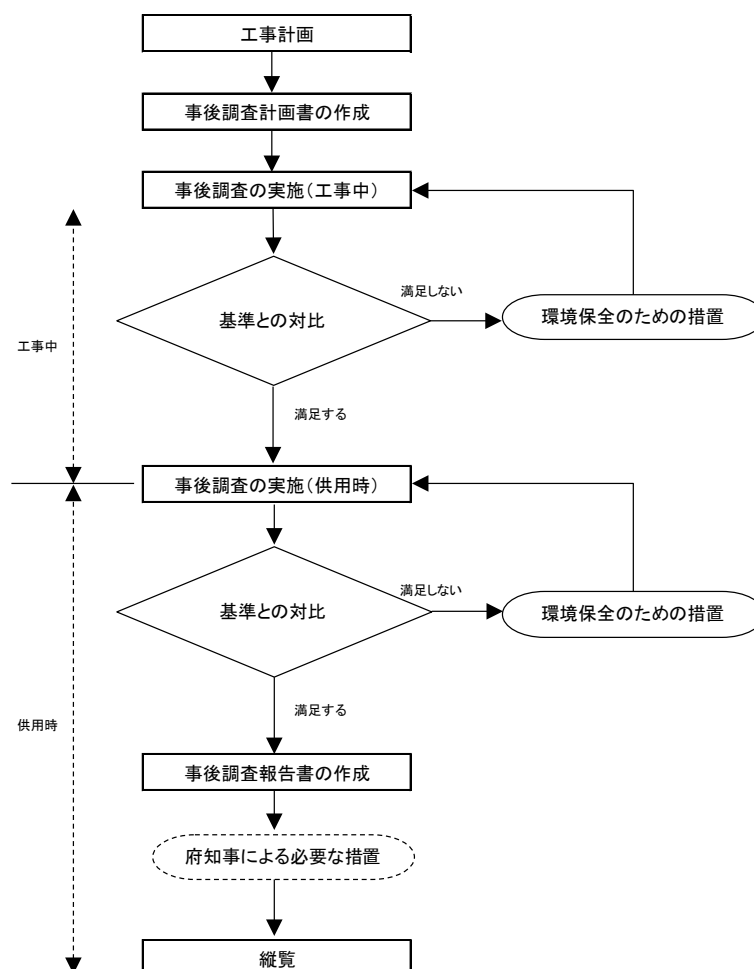 工事計画
事後調査計画書の作成
事後調査の実施(工事中)
満足しない
基準との対比
環境保全のための措置
工事中
満足する
事後調査の実施(供用時)
満足しない
基準との対比
環境保全のための措置
満足する
供用時
事後調査報告書の作成
府知事による必要な措置
縦覧